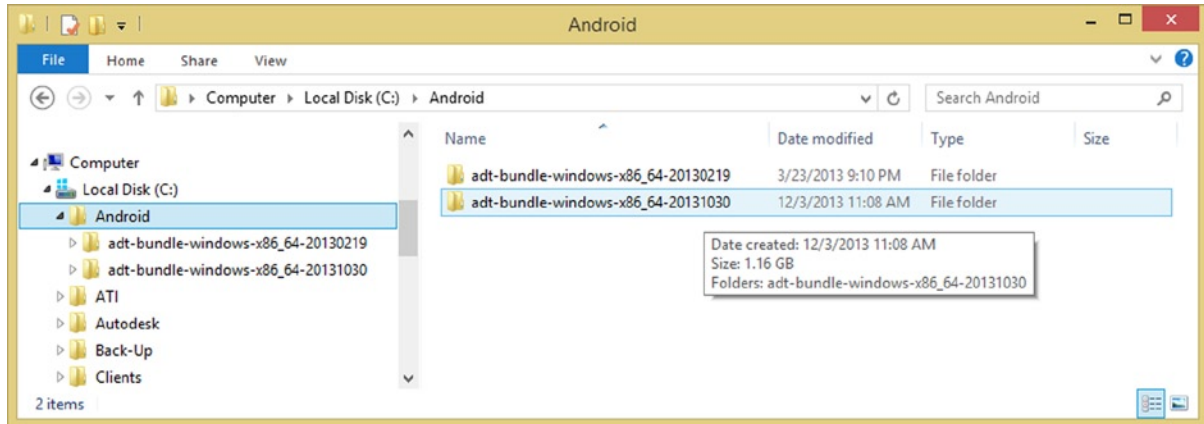 Android
File Home Share View
Computer Local Disk (C:) Android Search Android
Name Date modified Type Size
Computer
Local Disk (C:)
Android
adt-bundle-windows-x86_64-20130219
adt-bundle-windows-x86_64-20131030
ATI
Autodesk
Back-Up
Clients
adt-bundle-windows-x86_64-20130219 3/23/2013 9:10 PM File folder
adt-bundle-windows-x86_64-20131030 12/3/2013 11:08 AM File folder
Date created: 12/3/2013 11:08 AM
Size: 1.16 GB
Folders: adt-bundle-windows-x86_64-20131030
2 items